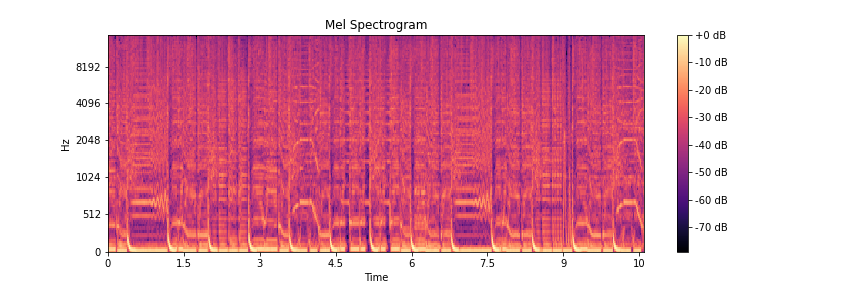 Mel Spectrogram
+0 dB
8192
-10 dB
4096
-20 dB
-30 dB
Hz
2048
-40 dB
1024
-50 dB
512
-60 dB
-70 dB
0
0 1.5 3 4.5 6 7.5 9 10
Time